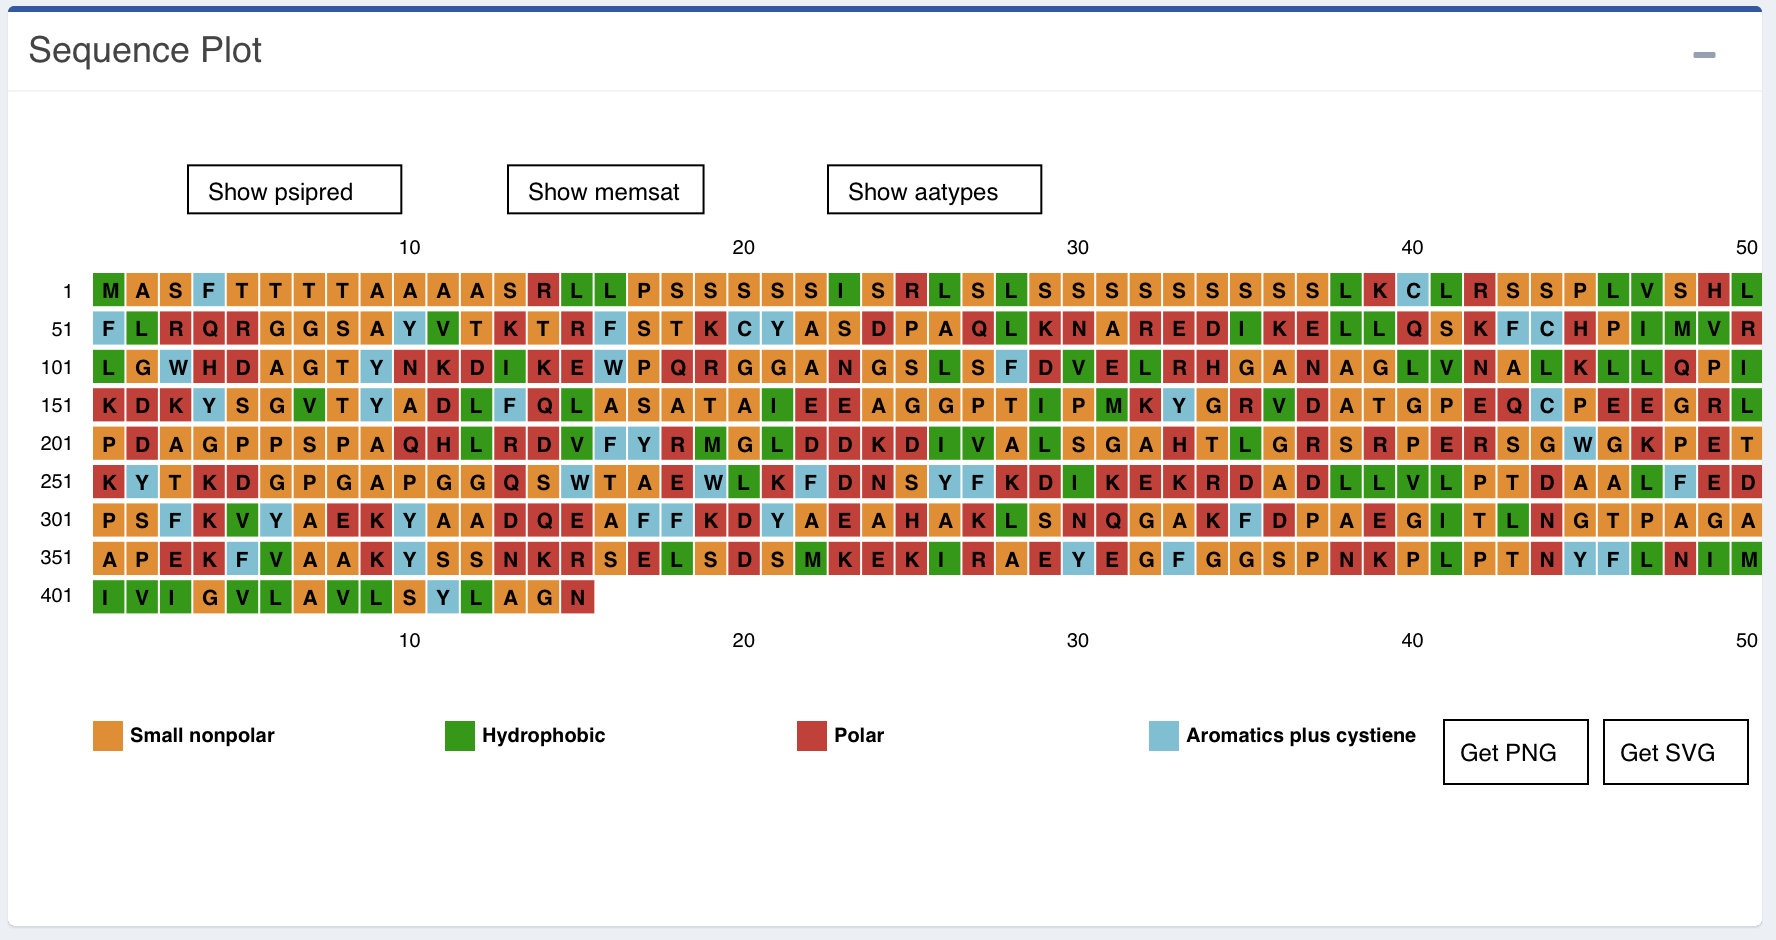 Sequence Plot
Show psipred Show memsat Show aatypes
10 20 30 40 50
1 M A S F T T T T A A A A S R L L P S S S S S I S R L S L S S S S S S S S S L K C L R S S P L V S H L
51 F L R Q R G G S A Y V T K T R F S T K C Y A S D P A Q L K N A R E D I K E L L Q S K F C H P I M V R
101 L G W H D A G T Y N K D I K E W P Q R G G A N G S L S F D V E L R H G A N A G L V N A L K L L Q P I
151 K D K Y S G V T Y A D L F Q L A S A T A I E E A G G P T I P M K Y G R V D A T G P E Q C P E E G R L
201 P D A G P P S P A Q H L R D V F Y R M G L D D K D I V A L S G A H T L G R S R P E R S G W G K P E T
251 K Y T K D G P G A P G G Q S W T A E W L K F D N S Y F K D I K E K R D A D L L V L P T D A A L F E D
301 P S F K V Y A E K Y A A D Q E A F F K D Y A E A H A K L S N Q G A K F D P A E G I T L N G T P A G A
351 A P E K F V A A K Y S S N K R S E L S D S M K E K I R A E Y E G F G G S P N K P L P T N Y F L N I M
401 I V I G V L A V L S Y L A G N
10 20 30 40 50
Small nonpolar Hydrophobic Polar Aromatics plus cystiene Get PNG Get SVG